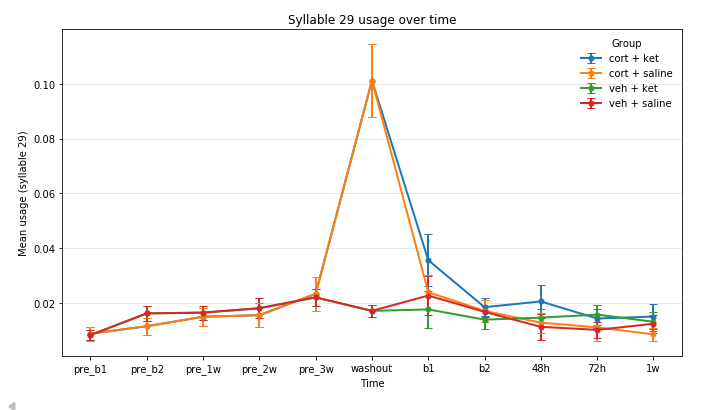 Syllable 29 usage over time
Group
cort + ket
cort + saline
veh + ket
veh + saline
Mean usage (syllable 29)
0.10
0.08
0.06
0.04
0.02
pre_b1 pre_b2 pre_1w pre_2w pre_3w washout b1 b2 48h 72h 1w
Time